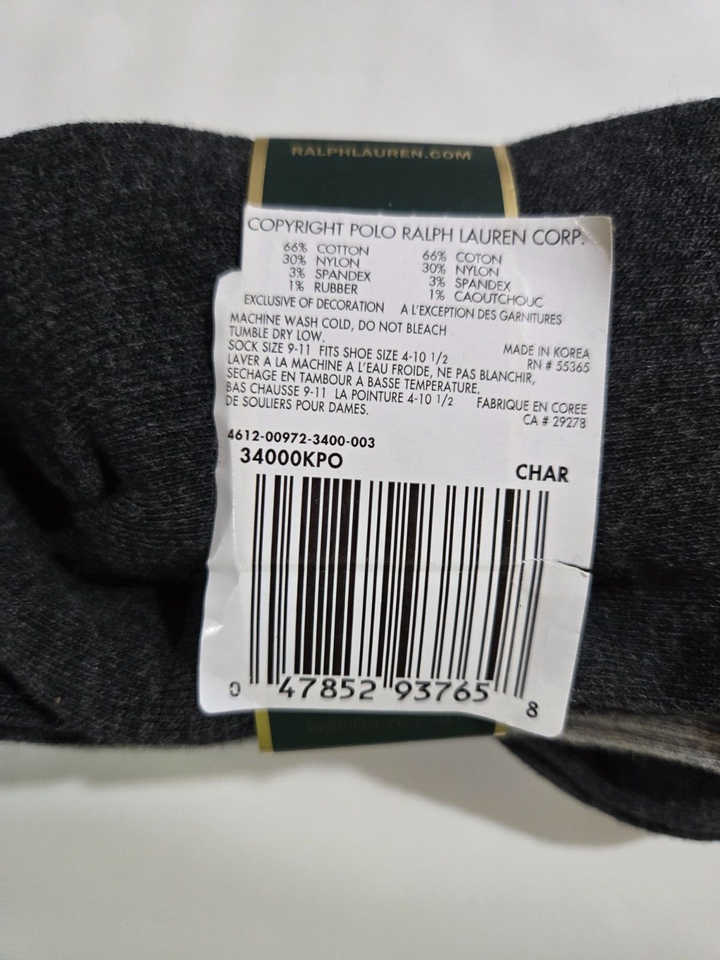 RALPHLAUREN.COM
COPYRIGHT POLO RALPH LAUREN CORP.
66% COTTON 66% COTON
30% NYLON 30% NYLON
3% SPANDEX 3% SPANDEX
1% RUBBER 1% CAOUTCHOUC
EXCLUSIVE OF DECORATION A L'EXCEPTION DES GARNITURES
MACHINE WASH COLD, DO NOT BLEACH
TUMBLE DRY LOW. MADE IN KOREA
SOCK SIZE 9-11 FITS SHOE SIZE 4-10 1/2 RN # 55365
LAVER A LA MACHINE A L'EAU FROIDE, NE PAS BLANCHIR,
SECHAGE EN TAMBOUR A BASSE TEMPERATURE.
BAS CHAUSSE 9-11 LA POINTURE 4-10 1/2 FABRIQUE EN COREE
DE SOULIERS POUR DAMES. CA # 29278
4612-00972-3400-003
34000KPO CHAR
0 47852 93765 8